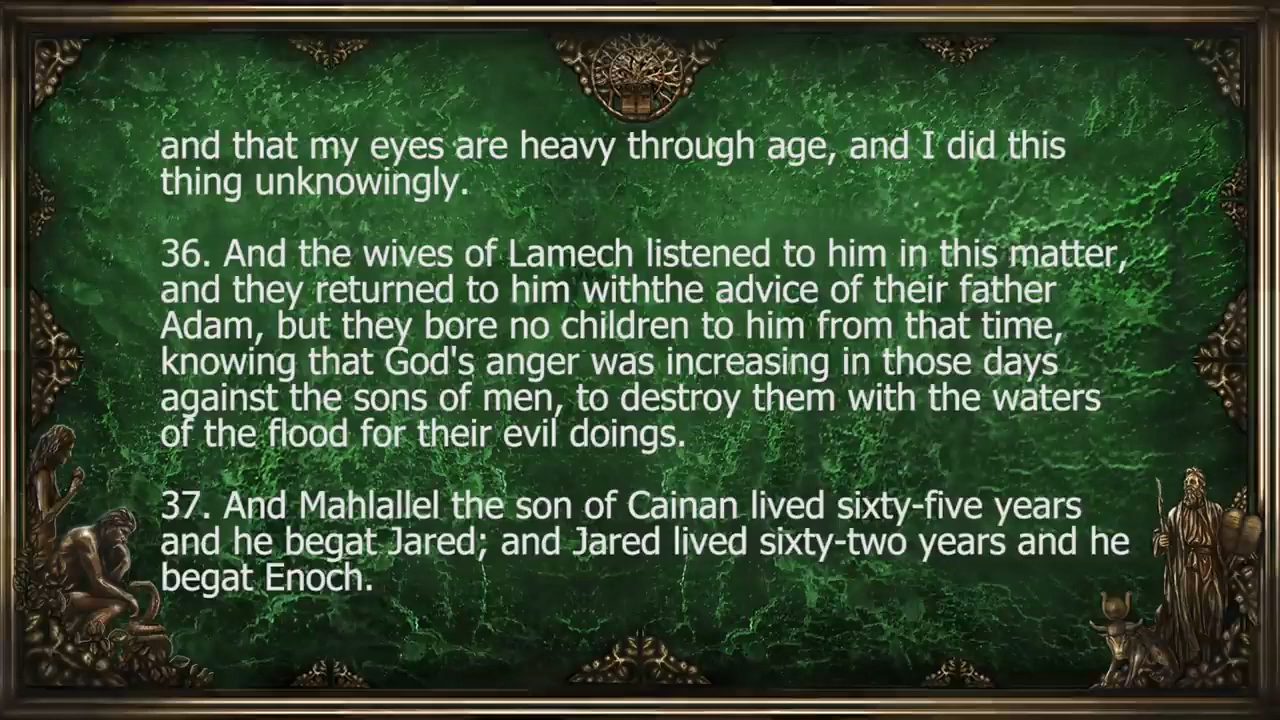 and that my eyes are heavy through age, and I did this
thing unknowingly.
36. And the wives of Lamech listened to him in this matter,
and they returned to him withthe advice of their father
Adam, but they bore no children to him from that time,
knowing that God's anger was increasing in those days
against the sons of men, to destroy them with the waters
of the flood for their evil doings.
37. And Mahlallel the son of Cainan lived sixty-five years
and he begat Jared; and Jared lived sixty-two years and he
begat Enoch.